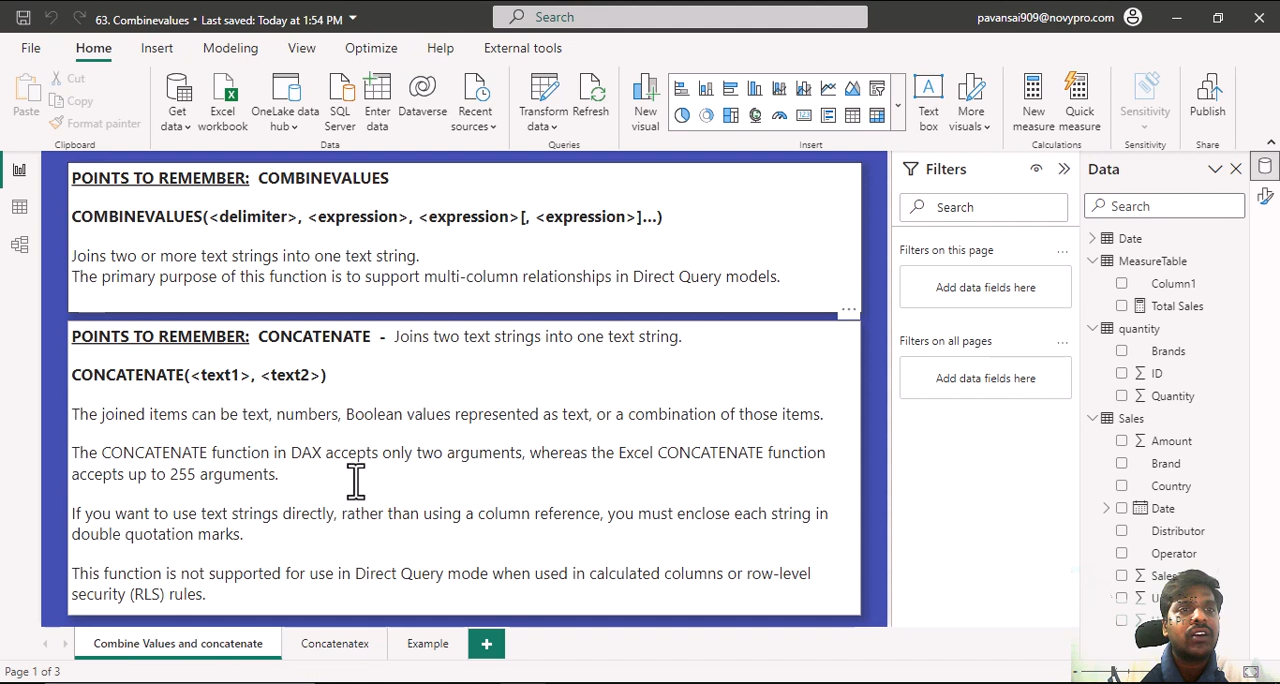 63. Combinevalues • Last saved: Today at 1:54 PM
Search
pavansai909@novypro.com
File Home Insert Modeling View Optimize Help External tools
Paste
Cut
Copy
Format painter
Get data
Excel workbook
OneLake data hub
SQL Server
Enter data
Dataverse
Recent sources
Transform data
Refresh
New visual
Text box
More visuals
New measure
Quick measure
Sensitivity
Publish
Clipboard Data Queries Insert Calculations Sensitivity Share
POINTS TO REMEMBER: COMBINEVALUES
COMBINEVALUES(<delimiter>, <expression>, <expression>[, <expression>]…)
Joins two or more text strings into one text string.
The primary purpose of this function is to support multi-column relationships in Direct Query models.
POINTS TO REMEMBER: CONCATENATE - Joins two text strings into one text string.
CONCATENATE(<text1>, <text2>)
The joined items can be text, numbers, Boolean values represented as text, or a combination of those items.
The CONCATENATE function in DAX accepts only two arguments, whereas the Excel CONCATENATE function
accepts up to 255 arguments.
If you want to use text strings directly, rather than using a column reference, you must enclose each string in
double quotation marks.
This function is not supported for use in Direct Query mode when used in calculated columns or row-level
security (RLS) rules.
Filters
Search
Filters on this page
Add data fields here
Filters on all pages
Add data fields here
Data
Search
Date
MeasureTable
Column1
Total Sales
quantity
Brands
ID
Quantity
Sales
Amount
Brand
Country
Date
Distributor
Operator
Combine Values and concatenate
Concatenatex
Example
Page 1 of 3